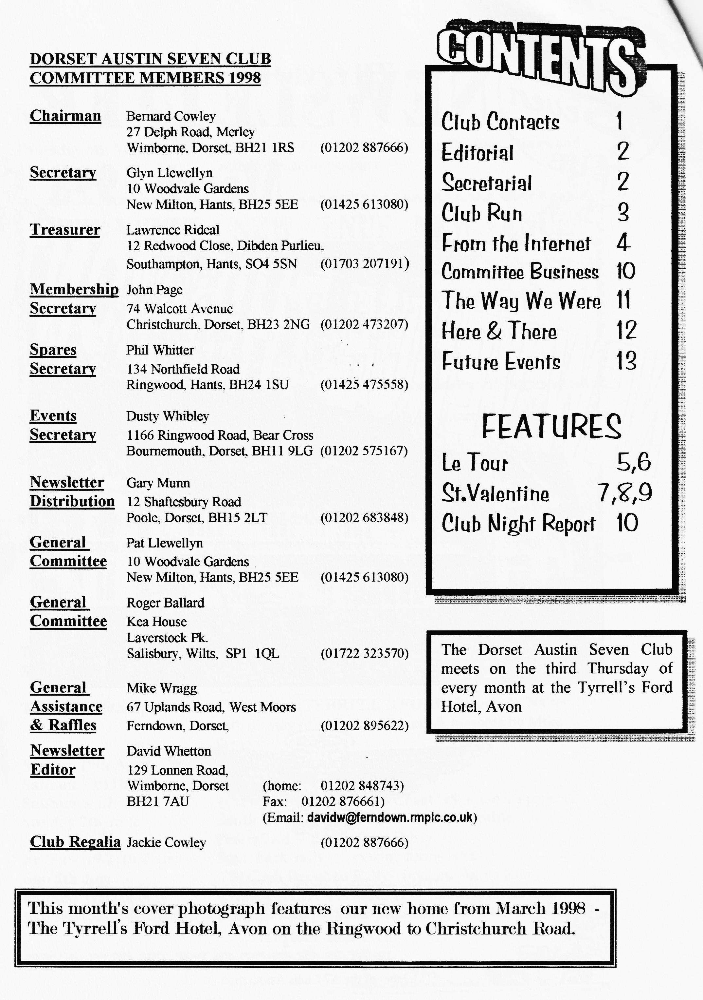 DORSET AUSTIN SEVEN CLUB
COMMITTEE MEMBERS 1998
Chairman Bernard Cowley
27 Delph Road, Merley
Wimborne, Dorset, BH21 1RS (01202 887666)
Secretary Glyn Llewellyn
10 Woodvale Gardens
New Milton, Hants, BH25 5EE (01425 613080)
Treasurer Lawrence Rideal
12 Redwood Close, Dibden Purlieu,
Southampton, Hants, SO4 5SN (01703 207191)
Membership John Page
Secretary 74 Walcott Avenue
Christchurch, Dorset, BH23 2NG (01202 473207)
Spares Phil Whitter
Secretary 134 Northfield Road
Ringwood, Hants, BH24 1SU (01425 475558)
Events Dusty Whibley
Secretary 1166 Ringwood Road, Bear Cross
Bournemouth, Dorset, BH11 9LG (01202 575167)
Newsletter Gary Munn
Distribution 12 Shaftesbury Road
Poole, Dorset, BH15 2LT (01202 683848)
General Pat Llewellyn
Committee 10 Woodvale Gardens
New Milton, Hants, BH25 5EE (01425 613080)
General Roger Ballard
Committee Kea House
Laverstock Pk.
Salisbury, Wilts, SP1 1QL (01722 323570)
General Mike Wragg
Assistance 67 Uplands Road, West Moors
& Raffles Ferndown, Dorset, (01202 895622)
Newsletter David Whetton
Editor 129 Lonnen Road,
Wimborne, Dorset (home: 01202 848743)
BH21 7AU Fax: 01202 876661)
(Email: davidw@ferndown.rmplc.co.uk)
Club Regalia Jackie Cowley (01202 887666)
CONTENTS
Club Contacts 1
Editorial 2
Secretarial 2
Club Run 3
From the Internet 4
Committee Business 10
The Way We Were 11
Here & There 12
Future Events 13
FEATURES
Le Tour 5,6
St.Valentine 7,8,9
Club Night Report 10
The Dorset Austin Seven Club
meets on the third Thursday of
every month at the Tyrrell's Ford
Hotel, Avon
This month's cover photograph features our new home from March 1998 -
The Tyrrell's Ford Hotel, Avon on the Ringwood to Christchurch Road.